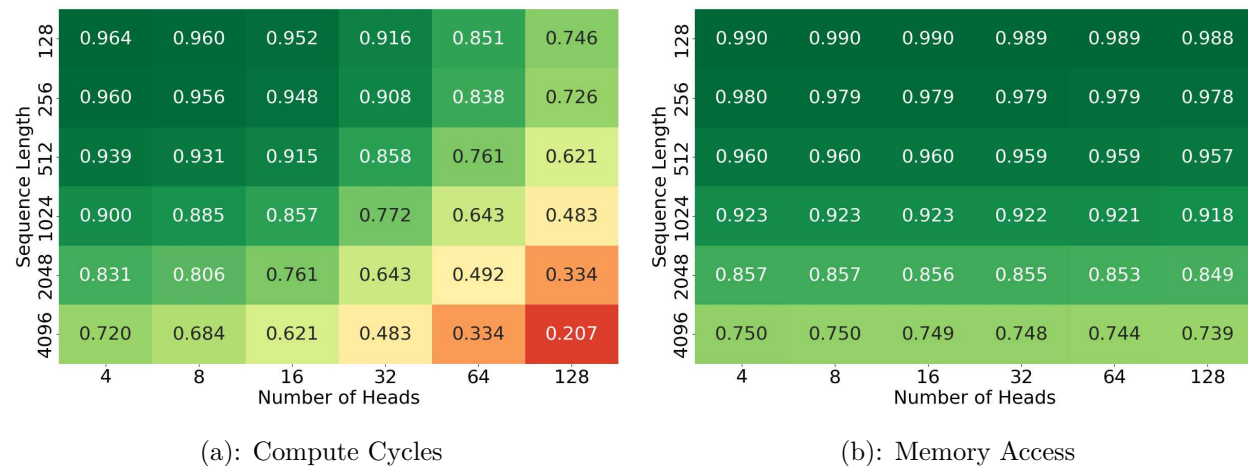 Sequence Length
128 0.964 0.960 0.952 0.916 0.851 0.746
256 0.960 0.956 0.948 0.908 0.838 0.726
512 0.939 0.931 0.915 0.858 0.761 0.621
1024 0.900 0.885 0.857 0.772 0.643 0.483
2048 0.831 0.806 0.761 0.643 0.492 0.334
4096 0.720 0.684 0.621 0.483 0.334 0.207
4 8 16 32 64 128
Number of Heads
(a): Compute Cycles
Sequence Length
128 0.990 0.990 0.990 0.989 0.989 0.988
256 0.980 0.979 0.979 0.979 0.979 0.978
512 0.960 0.960 0.960 0.959 0.959 0.957
1024 0.923 0.923 0.923 0.922 0.921 0.918
2048 0.857 0.857 0.856 0.855 0.853 0.849
4096 0.750 0.750 0.749 0.748 0.744 0.739
4 8 16 32 64 128
Number of Heads
(b): Memory Access